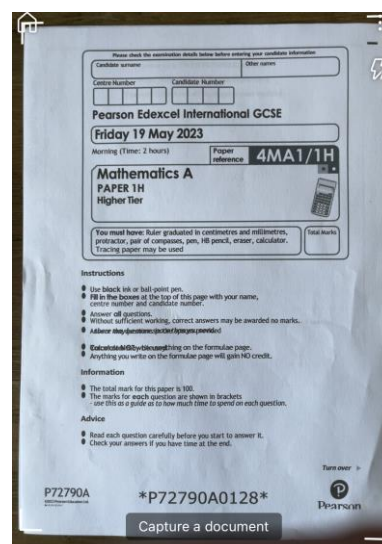 Please check the examination details below before entering your candidate information
Candidate surname
Other names
Centre Number
Candidate Number
Pearson Edexcel International GCSE
Friday 19 May 2023
Morning (Time: 2 hours)
Paper reference
4MA1/1H
Mathematics A
PAPER 1H
Higher Tier
You must have: Ruler graduated in centimetres and millimetres,
protractor, pair of compasses, pen, HB pencil, eraser, calculator.
Tracing paper may be used
Total Marks
Instructions
Use black ink or ball-point pen.
Fill in the boxes at the top of this page with your name,
centre number and candidate number.
Answer all questions.
Without sufficient working, correct answers may be awarded no marks.
Anything you write on the formulae page will gain NO credit.
Information
The total mark for this paper is 100.
The marks for each question are shown in brackets
- use this as a guide as to how much time to spend on each question.
Advice
Read each question carefully before you start to answer it.
Check your answers if you have time at the end.
Turn over
P72790A
*P72790A0128*
Pearson
Capture a document